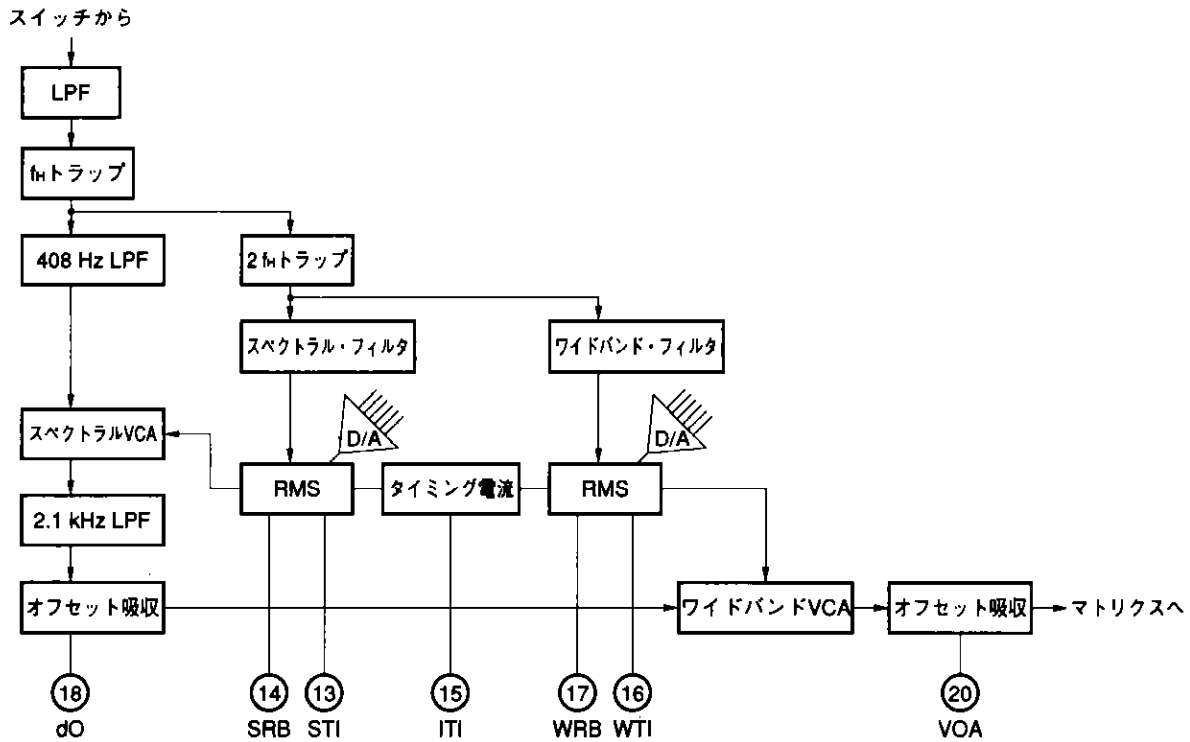 スイッチから
LPF
fHトラップ
408 Hz LPF
2 fHトラップ
スペクトラル・フィルタ
ワイドバンド・フィルタ
スペクトラルVCA
D/A
D/A
RMS
タイミング電流
RMS
2.1 kHz LPF
オフセット吸収
ワイドバンドVCA
オフセット吸収
マトリクスへ
18
14
13
15
17
16
20
dO
SRB
STI
ITI
WRB
WTI
VOA